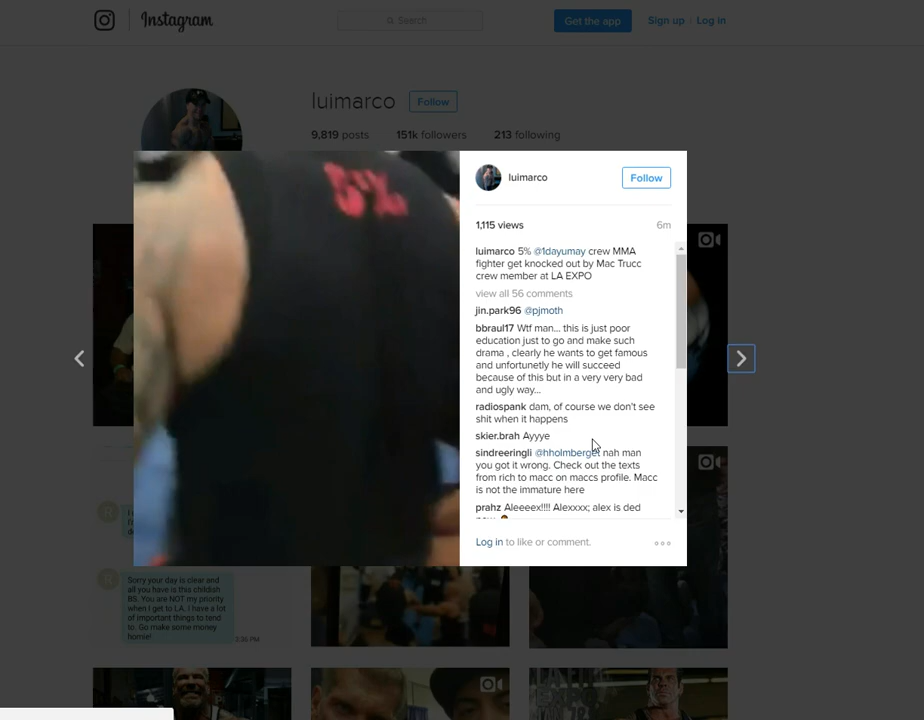 Instagram
Search
Get the app
Sign up / Log in
luimarco
Follow
9,819 posts
151k followers
213 following
5%
luimarco
Follow
1,115 views
6m
luimarco 5% @1dayumay crew MMA
fighter get knocked out by Mac Trucc
crew member at LA EXPO
view all 56 comments
jin.park96 @pjmoth
bbraul17 Wtf man... this is just poor
education just to go and make such
drama , clearly he wants to get famous
and unfortunetly he will succeed
because of this but in a very very bad
and ugly way...
radiospank dam, of course we don't see
shit when it happens
skier.brah Ayyye
sindreeringli @hholmberget nah man
you got it wrong. Check out the texts
from rich to macc on maccs profile. Macc
is not the immature here
prahz Aleeeex!!!! Alexxxx; alex is ded
Log in to like or comment.
R
R
Sorry your day is clear and
all you have is this childish
BS. You are NOT my priority
when I get to LA. I have a lot
of important things to tend
to. Go make some money
homie!